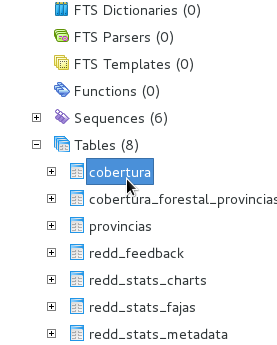 FTS Dictionaries (0)
FTS Parsers (0)
FTS Templates (0)
Functions (0)
Sequences (6)
Tables (8)
cobertura
cobertura_forestal_provincias
provincias
redd_feedback
redd_stats_charts
redd_stats_fajas
redd_stats_metadata